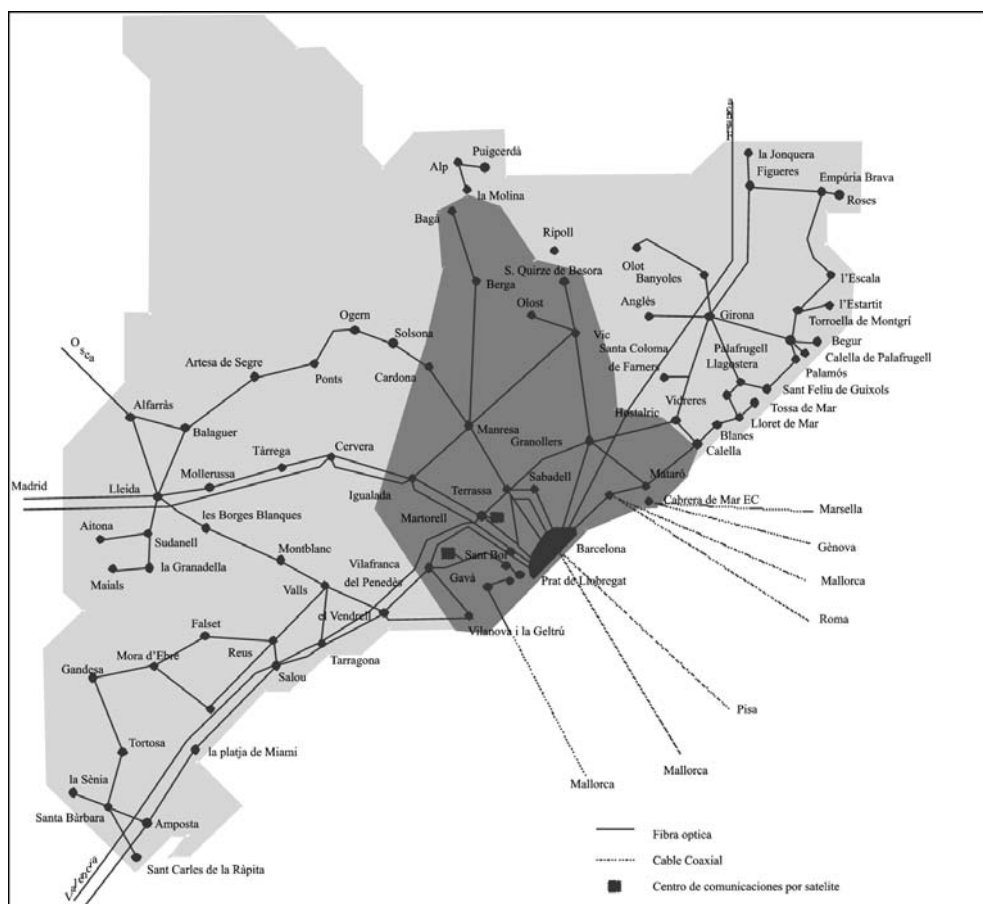 França
Puigcerdà
Alp
la Molina
la Jonquera
Figueres
Empúria Brava
Roses
Bagá
Ripoll
S. Quirze de Besora
Olot
Banyoles
l'Escala
Berga
Olost
Anglès
Girona
l'Estartit
Torroella de Montgrí
Osca
Ogern
Solsona
Vic
Santa Coloma
de Farners
Palafrugell
Llagostera
Begur
Calella de Palafrugell
Palamós
Artesa de Segre
Ponts
Cardona
Sant Feliu de Guixols
Vidreres
Tossa de Mar
Alfarràs
Balaguer
Manresa
Hostalric
Lloret de Mar
Granollers
Blanes
Calella
Cervera
Tàrrega
Mollerussa
Madrid
Lleida
Igualada
Terrassa
Sabadell
Mataró
Cabrera de Mar EC
Marsella
Martorell
Aitona
les Borges Blanques
Sudanell
Montblanc
Vilafranca
del Penedès
Sant Boi
Barcelona
Gènova
la Granadella
Maials
Valls
Gavà
Prat de Llobregat
Mallorca
el Vendrell
Vilanova i la Geltrú
Roma
Falset
Reus
Tarragona
Mora d'Ebre
Gandesa
Salou
Pisa
Tortosa
la platja de Miami
Mallorca
Mallorca
la Sènia
Santa Bàrbara
Amposta
València
Sant Carles de la Ràpita
Fibra optica
Cable Coaxial
Centro de comunicaciones por satelite